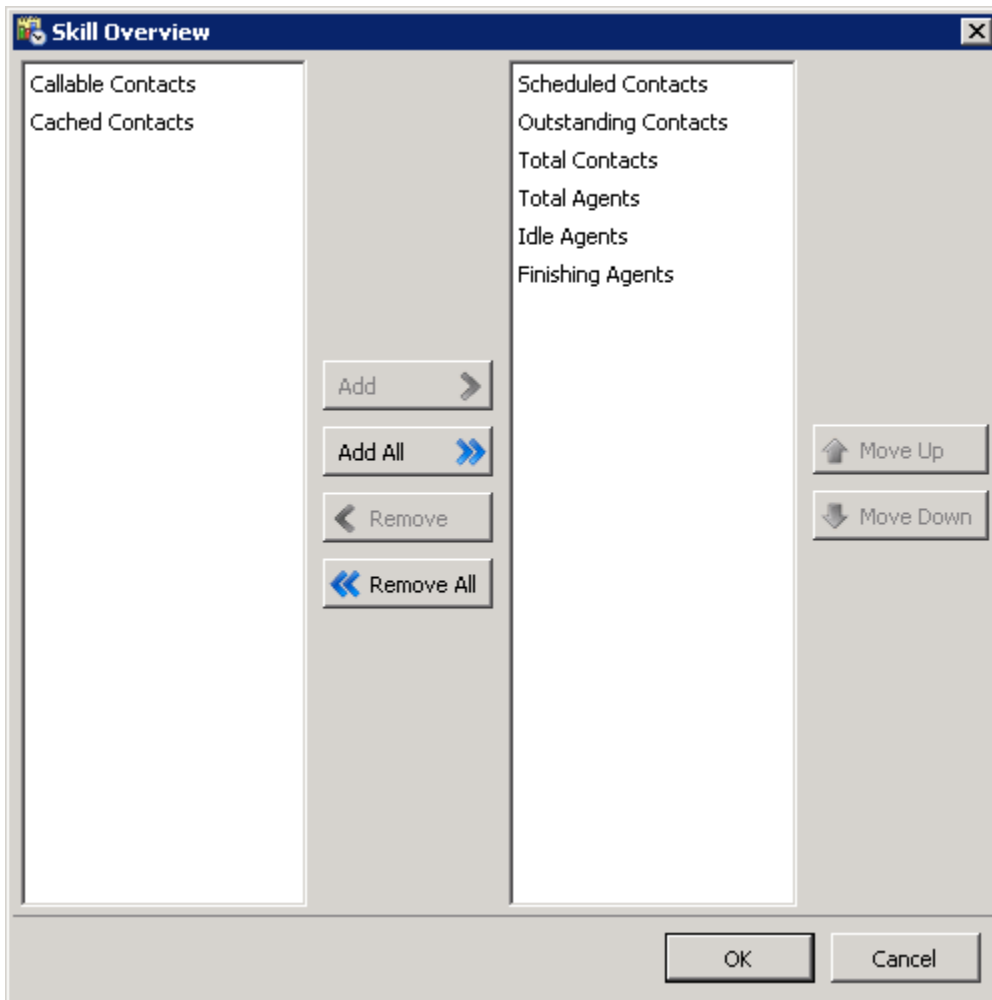 Skill Overview
Callable Contacts
Cached Contacts
Add
Add All
Remove
Remove All
Scheduled Contacts
Outstanding Contacts
Total Contacts
Total Agents
Idle Agents
Finishing Agents
Move Up
Move Down
OK
Cancel